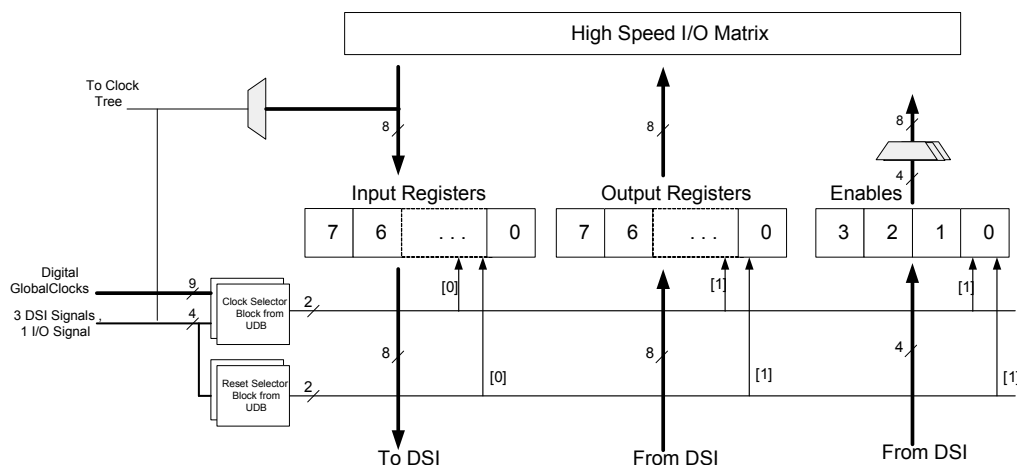 High Speed I/O Matrix
To Clock
Tree
8
8
8
4
Input Registers
Output Registers
Enables
7 6 . . . 0
7 6 . . . 0
3 2 1 0
Digital
GlobalClocks
9
3 DSI Signals ,
1 I/O Signal
4
Clock Selector
Block from
UDB
2
[0]
[1]
[1]
8
8
4
Reset Selector
Block from
UDB
2
[0]
[1]
[1]
To DSI
From DSI
From DSI